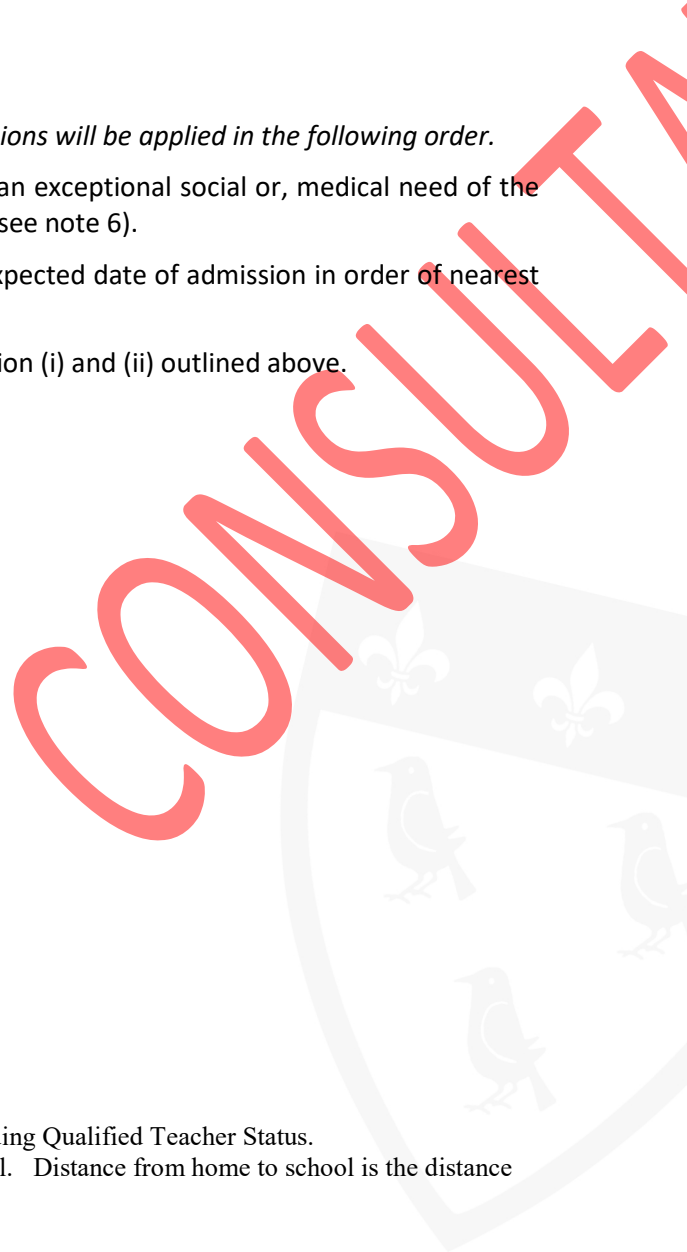 ions will be applied in the following order.
an exceptional social or, medical need of the
see note 6).
xpected date of admission in order of nearest
ion (i) and (ii) outlined above.
CONSULTA
ing Qualified Teacher Status.
l. Distance from home to school is the distance